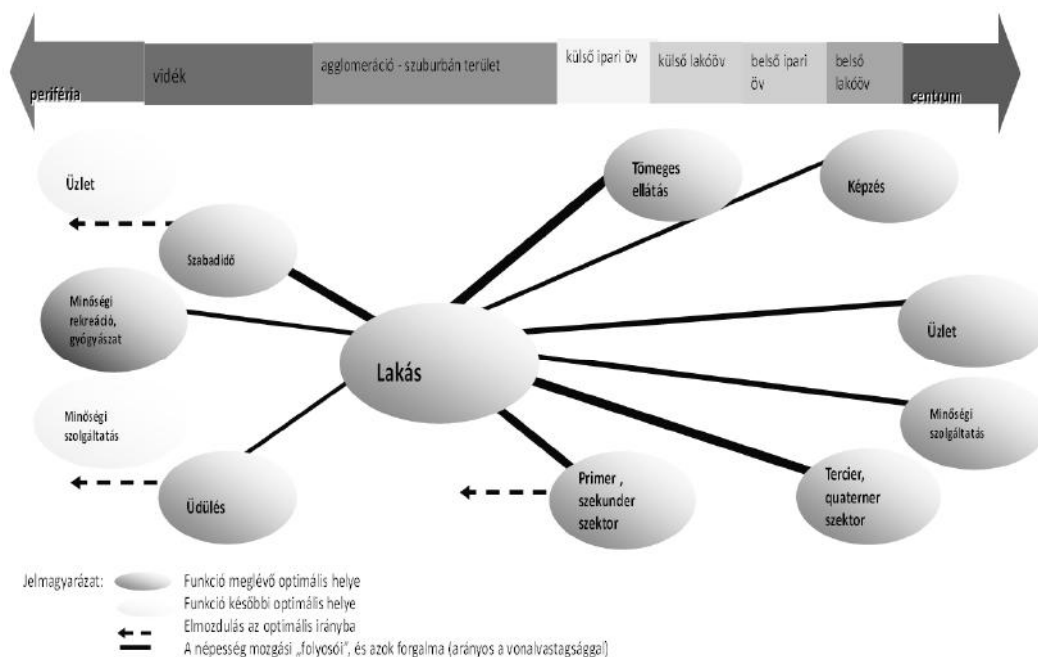 periféria
vidék
agglomeráció - szuburbán terület
külső ipari öv
külső lakóöv
belső ipari
öv
belső
lakóöv
centrum
Üzlet
Tömeges
ellátás
Képzés
Szabadidő
Minőségi
rekreáció,
gyógyászat
Lakás
Üzlet
Minőségi
szolgáltatás
Minőségi
szolgáltatás
Üdülés
Primer ,
szekunder
szektor
Tercier,
quaterner
szektor
Jelmagyarázat:
Funkció meglévő optimális helye
Funkció későbbi optimális helye
Elmozdulás az optimális irányba
A népesség mozgási „folyosói”, és azok forgalma (arányos a vonalvastagsággal)